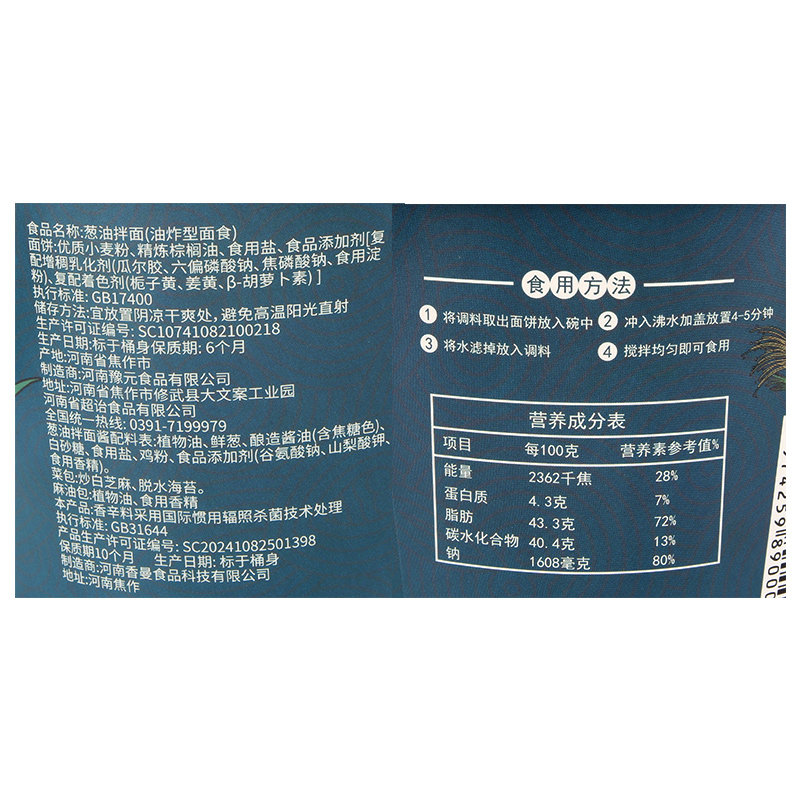 食品名称:葱油拌面(油炸型面食)
面饼:优质小麦粉、精炼棕榈油、食用盐、食品添加剂[复
配增稠乳化剂(瓜尔胶、六偏磷酸钠、焦磷酸钠、食用淀
粉)、复配着色剂(栀子黄、姜黄、β-胡萝卜素)]
执行标准: GB17400
储存方法:宜放置阴凉干爽处,避免高温阳光直射
生产许可证编号: SC10741082100218
生产日期:标于桶身保质期: 6个月
产地:河南省焦作市
制造商:河南豫元食品有限公司
地址:河南省焦作市修武县大文案工业园
河南省超诒食品有限公司
全国统一热线: 0391-7199979
葱油拌面酱配料表:植物油、鲜葱、酿造酱油(含焦糖色)、
白砂糖、食用盐、鸡粉、食品添加剂(谷氨酸钠、山梨酸钾、
食用香精)。
菜包:炒白芝麻、脱水海苔。
麻油包:植物油、食用香精
本产品:香辛料采用国际惯用辐照杀菌技术处理
执行标准: GB31644
产品生产许可证编号: SC20241082501398
保质期10个月 生产日期: 标于桶身
制造商:河南香曼食品科技有限公司
地址:河南焦作
食用方法
1 将调料取出面饼放入碗中 2 冲入沸水加盖放置4-5分钟
3 将水滤掉放入调料 4 搅拌均匀即可食用
营养成分表
项目 每100克 营养素参考值%
能量 2362千焦 28%
蛋白质 4.3克 7%
脂肪 43.3克 72%
碳水化合物 40.4克 13%
钠 1608毫克 80%